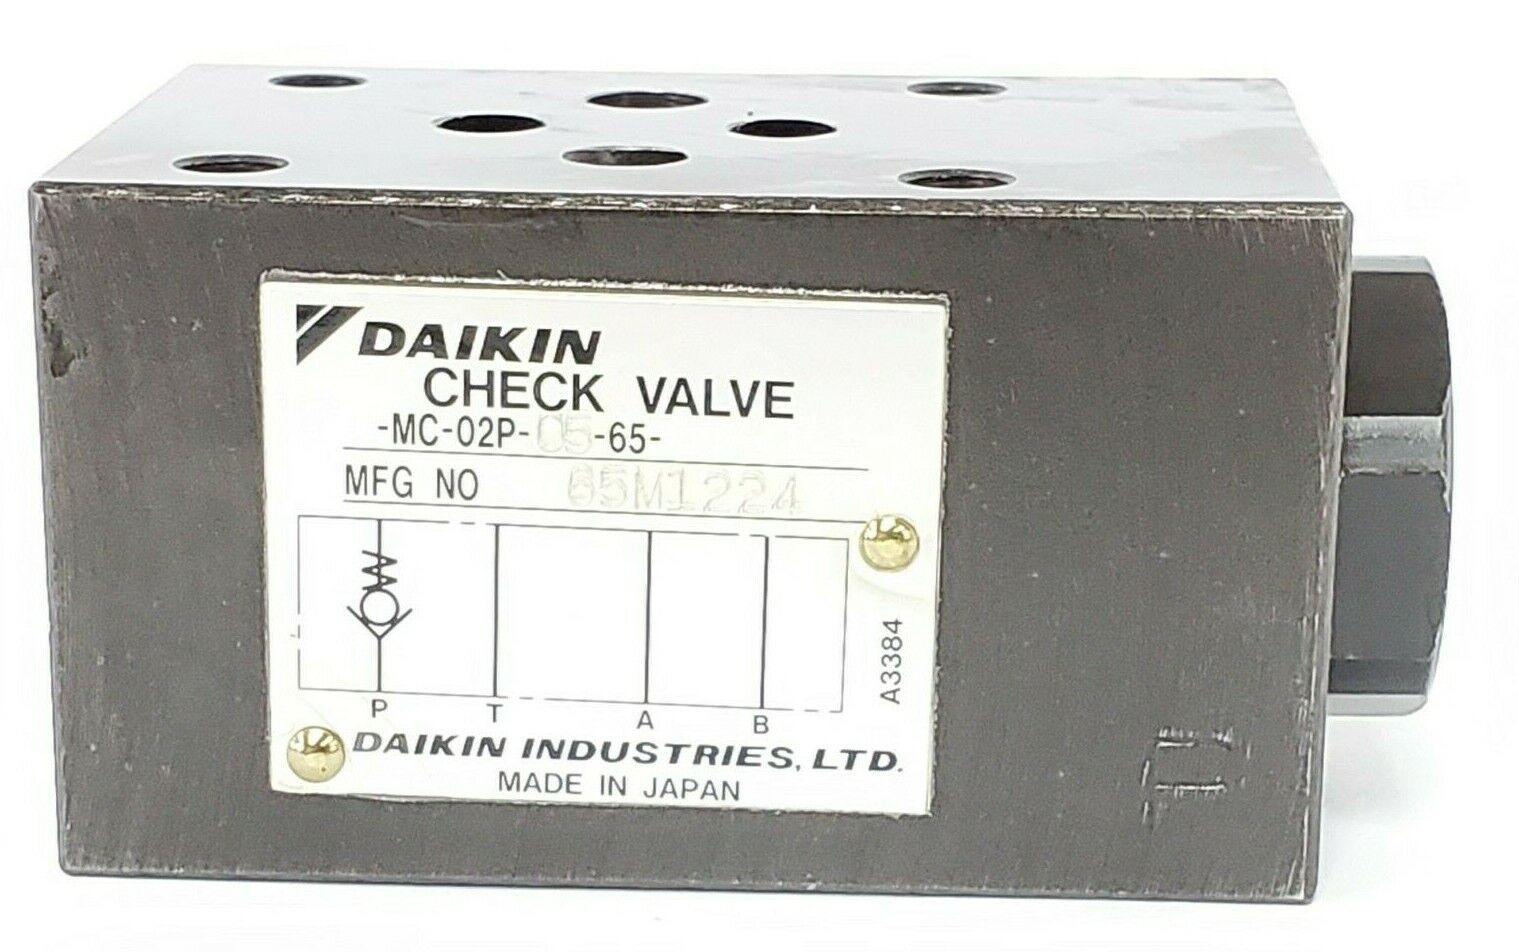 DAIKIN
CHECK VALVE
-MC-02P-05-65-
MFG NO 65M1224
P T A B
A3384
DAIKIN INDUSTRIES, LTD.
MADE IN JAPAN